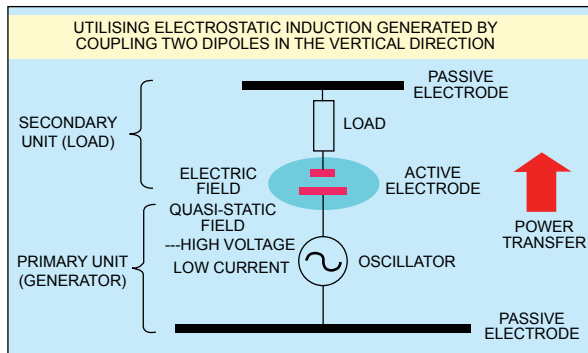 UTILISING ELECTROSTATIC INDUCTION GENERATED BY
COUPLING TWO DIPOLES IN THE VERTICAL DIRECTION
PASSIVE
ELECTRODE
SECONDARY
UNIT (LOAD)
LOAD
ELECTRIC
FIELD
ACTIVE
ELECTRODE
QUASI-STATIC
FIELD
---HIGH VOLTAGE
LOW CURRENT
POWER
TRANSFER
PRIMARY UNIT
(GENERATOR)
OSCILLATOR
PASSIVE
ELECTRODE